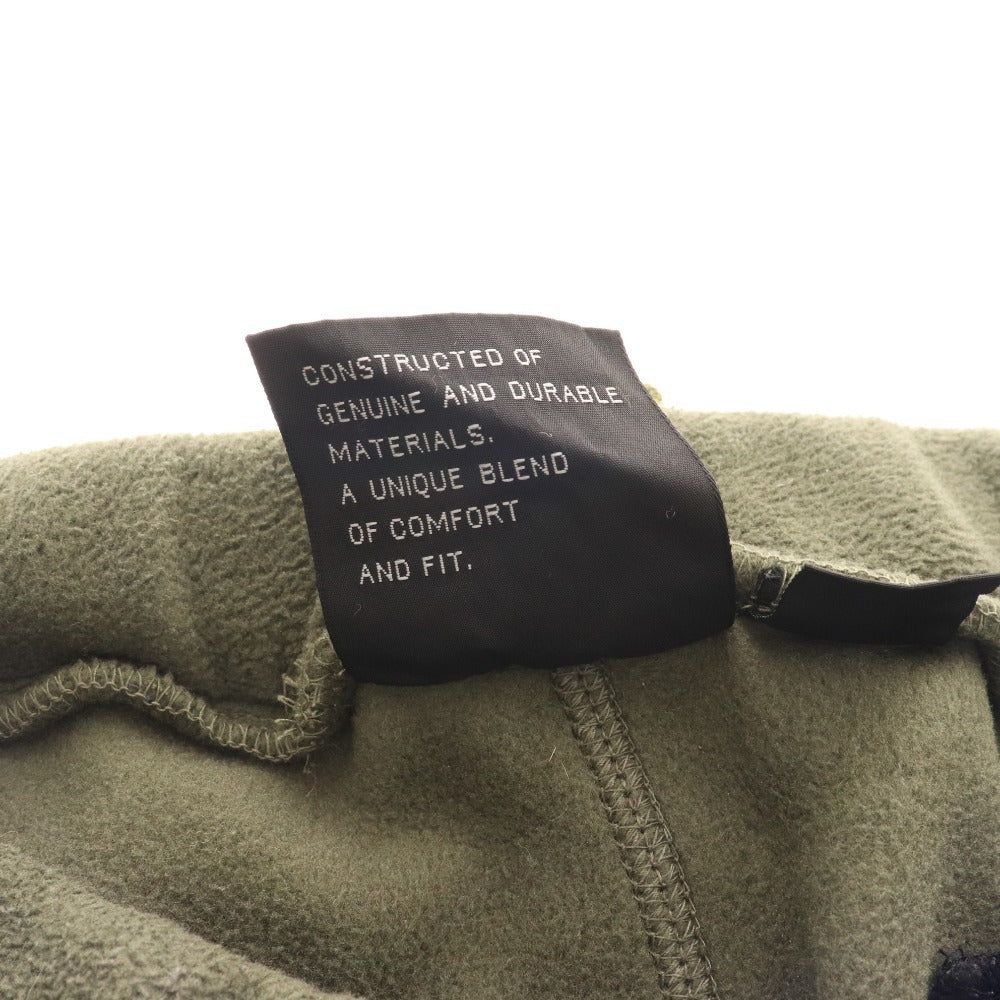 CONSTRUCTED OF
GENUINE AND DURABLE
MATERIALS.
A UNIQUE BLEND
OF COMFORT
AND FIT.